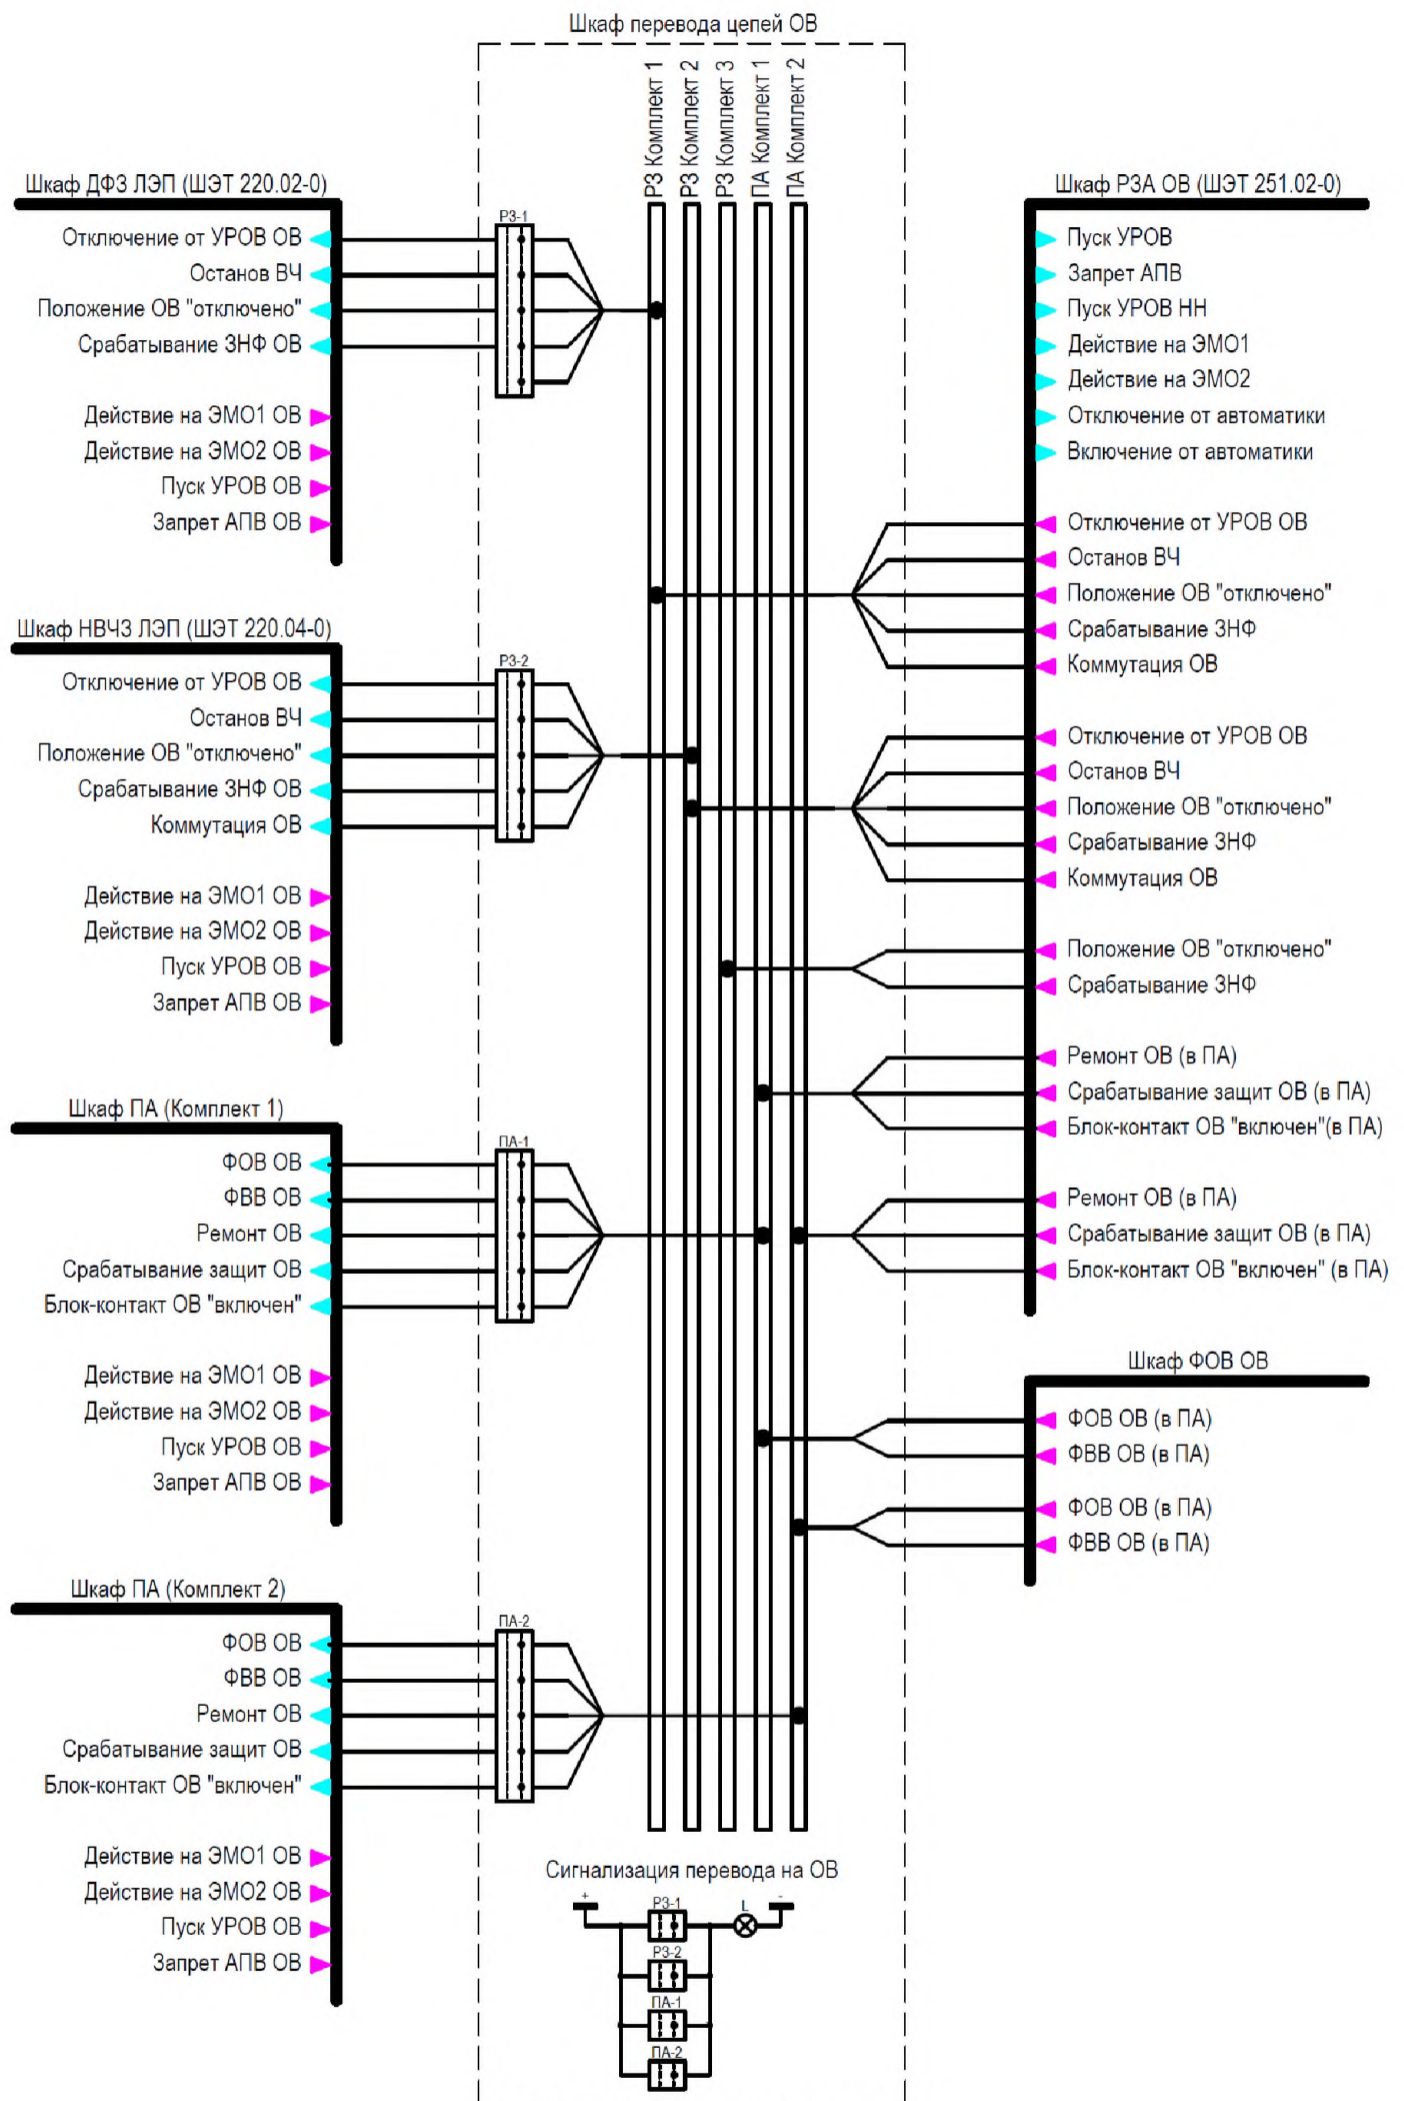 Шкаф перевода цепей ОВ
РЗ Комплект 1
РЗ Комплект 2
РЗ Комплект 3
ПА Комплект 1
ПА Комплект 2
Шкаф ДФЗ ЛЭП (ШЭТ 220.02-0)
РЗ-1
Отключение от УРОВ ОВ
Останов ВЧ
Положение ОВ "отключено"
Срабатывание ЗНФ ОВ
Действие на ЭМО1 ОВ
Действие на ЭМО2 ОВ
Пуск УРОВ ОВ
Запрет АПВ ОВ
Шкаф НВЧЗ ЛЭП (ШЭТ 220.04-0)
РЗ-2
Отключение от УРОВ ОВ
Останов ВЧ
Положение ОВ "отключено"
Срабатывание ЗНФ ОВ
Коммутация ОВ
Действие на ЭМО1 ОВ
Действие на ЭМО2 ОВ
Пуск УРОВ ОВ
Запрет АПВ ОВ
Шкаф ПА (Комплект 1)
ПА-1
ФОВ ОВ
ФВВ ОВ
Ремонт ОВ
Срабатывание защит ОВ
Блок-контакт ОВ "включен"
Действие на ЭМО1 ОВ
Действие на ЭМО2 ОВ
Пуск УРОВ ОВ
Запрет АПВ ОВ
Шкаф ПА (Комплект 2)
ПА-2
ФОВ ОВ
ФВВ ОВ
Ремонт ОВ
Срабатывание защит ОВ
Блок-контакт ОВ "включен"
Действие на ЭМО1 ОВ
Действие на ЭМО2 ОВ
Пуск УРОВ ОВ
Запрет АПВ ОВ
Шкаф РЗА ОВ (ШЭТ 251.02-0)
Пуск УРОВ
Запрет АПВ
Пуск УРОВ НН
Действие на ЭМО1
Действие на ЭМО2
Отключение от автоматики
Включение от автоматики
Отключение от УРОВ ОВ
Останов ВЧ
Положение ОВ "отключено"
Срабатывание ЗНФ
Коммутация ОВ
Отключение от УРОВ ОВ
Останов ВЧ
Положение ОВ "отключено"
Срабатывание ЗНФ
Коммутация ОВ
Положение ОВ "отключено"
Срабатывание ЗНФ
Ремонт ОВ (в ПА)
Срабатывание защит ОВ (в ПА)
Блок-контакт ОВ "включен"(в ПА)
Ремонт ОВ (в ПА)
Срабатывание защит ОВ (в ПА)
Блок-контакт ОВ "включен" (в ПА)
Шкаф ФОВ ОВ
ФОВ ОВ (в ПА)
ФВВ ОВ (в ПА)
ФОВ ОВ (в ПА)
ФВВ ОВ (в ПА)
Сигнализация перевода на ОВ
+ РЗ-1 L -
РЗ-2
ПА-1
ПА-2